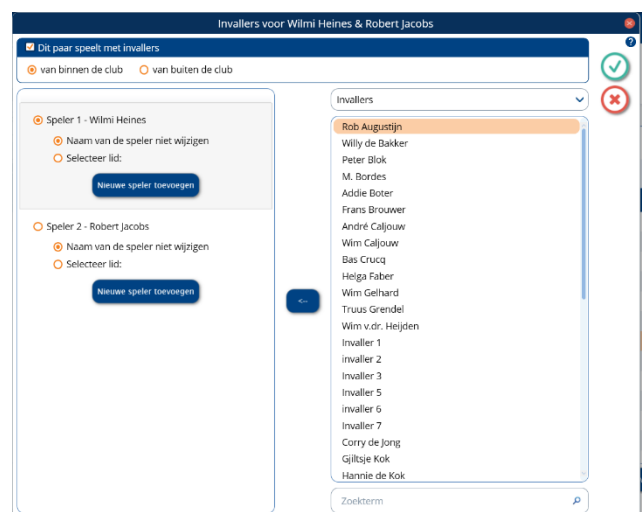 Invallers voor Wilmi Heines & Robert Jacobs
Dit paar speelt met invallers
van binnen de club van buiten de club
Speler 1 - Wilmi Heines
Naam van de speler niet wijzigen
Selecteer lid:
Nieuwe speler toevoegen
Speler 2 - Robert Jacobs
Naam van de speler niet wijzigen
Selecteer lid:
Nieuwe speler toevoegen
<--
Invallers
Rob Augustijn
Willy de Bakker
Peter Blok
M. Bordes
Addie Boter
Frans Brouwer
André Caljouw
Wim Caljouw
Bas Crucq
Helga Faber
Wim Gelhard
Truus Grendel
Wim v.dr. Heijden
Invaller 1
invaller 2
Invaller 3
Invaller 5
invaller 6
Invaller 7
Corry de Jong
Gjiltsje Kok
Hannie de Kok
Zoekterm
?